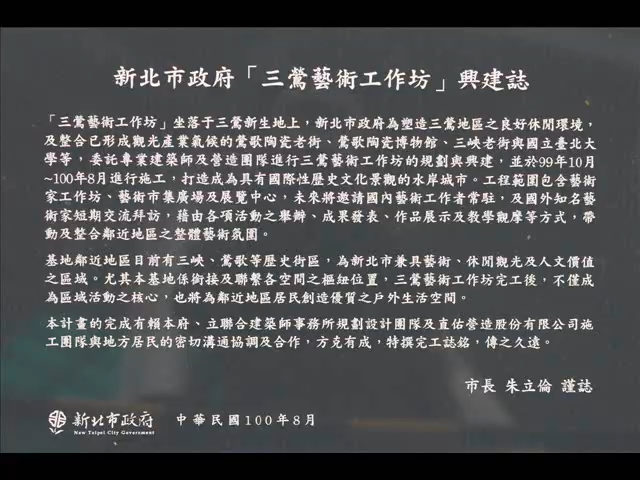 新北市政府「三鶯藝術工作坊」興建誌
「三鶯藝術工作坊」坐落于三鶯新生地上，新北市政府為塑造三鶯地區之良好休閒環境，
及整合已形成觀光產業氣候的鶯歌陶瓷老街、鶯歌陶瓷博物館、三峽老街與國立臺北大
學等，委託專業建築師及營造團隊進行三鶯藝術工作坊的規劃與興建，並於99年10月
~100年8月進行施工，打造成為具有國際性歷史文化景觀的水岸城市。工程範圍包含藝術
家工作坊、藝術市集廣場及展覽中心，未來將邀請國內藝術工作者常駐，及國外知名藝
術家短期交流拜訪，藉由各項活動之舉辦、成果發表、作品展示及教學觀摩等方式，帶
動及整合鄰近地區之整體藝術氛圍。
基地鄰近地區目前有三峽、鶯歌等歷史街區，為新北市兼具藝術、休閒觀光及人文價值
之區域。尤其本基地係銜接及聯繫各空間之樞紐位置，三鶯藝術工作坊完工後，不僅成
為區域活動之核心，也將為鄰近地區居民創造優質之戶外生活空間。
本計畫的完成有賴本府、立聯合建築師事務所規劃設計團隊及直佑營造股份有限公司施
工團隊與地方居民的密切溝通協調及合作，方克有成，特撰完工誌銘，傳之久遠。
市長 朱立倫 謹誌
新北市政府 中華民國100年8月
New Taipei City Government